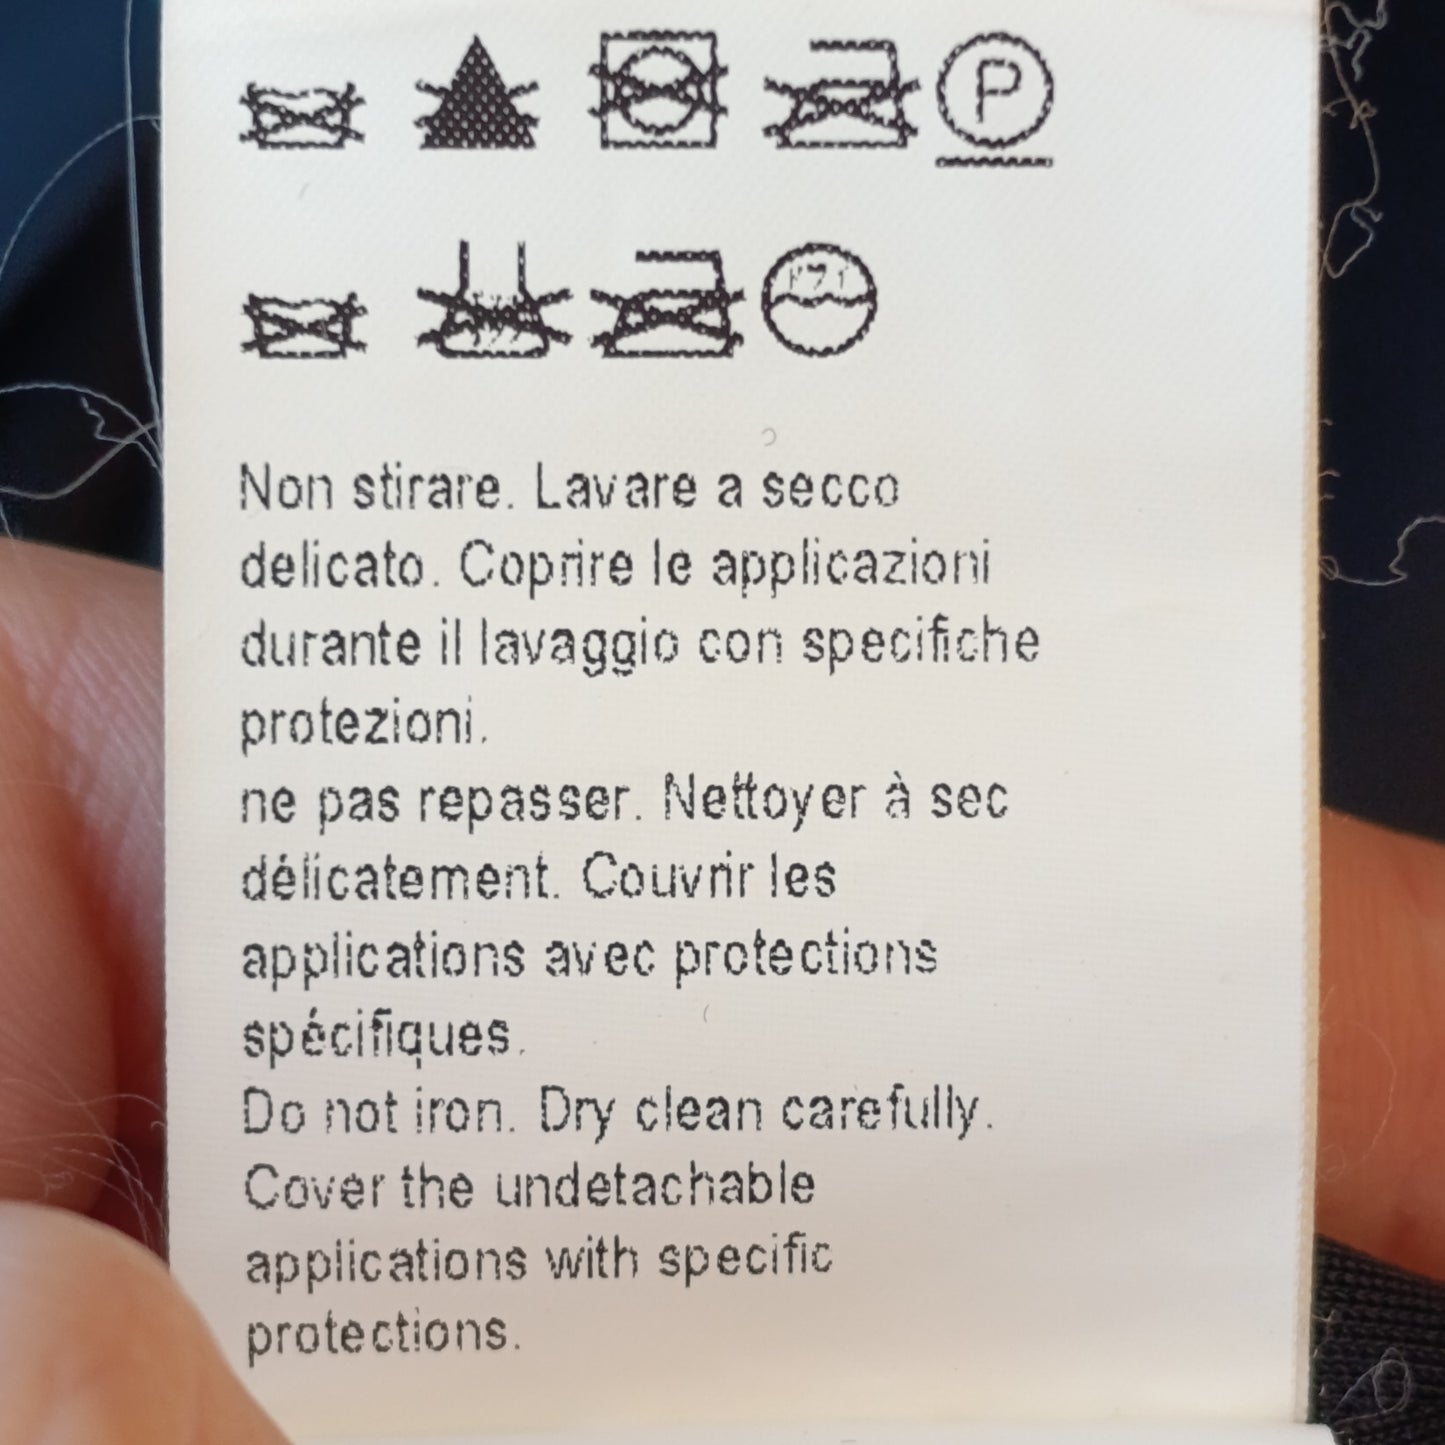 P
Non stirare. Lavare a secco
delicato. Coprire le applicazioni
durante il lavaggio con specifiche
protezioni.
ne pas repasser. Nettoyer à sec
délicatement. Couvrir les
applications avec protections
spécifiques.
Do not iron. Dry clean carefully.
Cover the undetachable
applications with specific
protections.